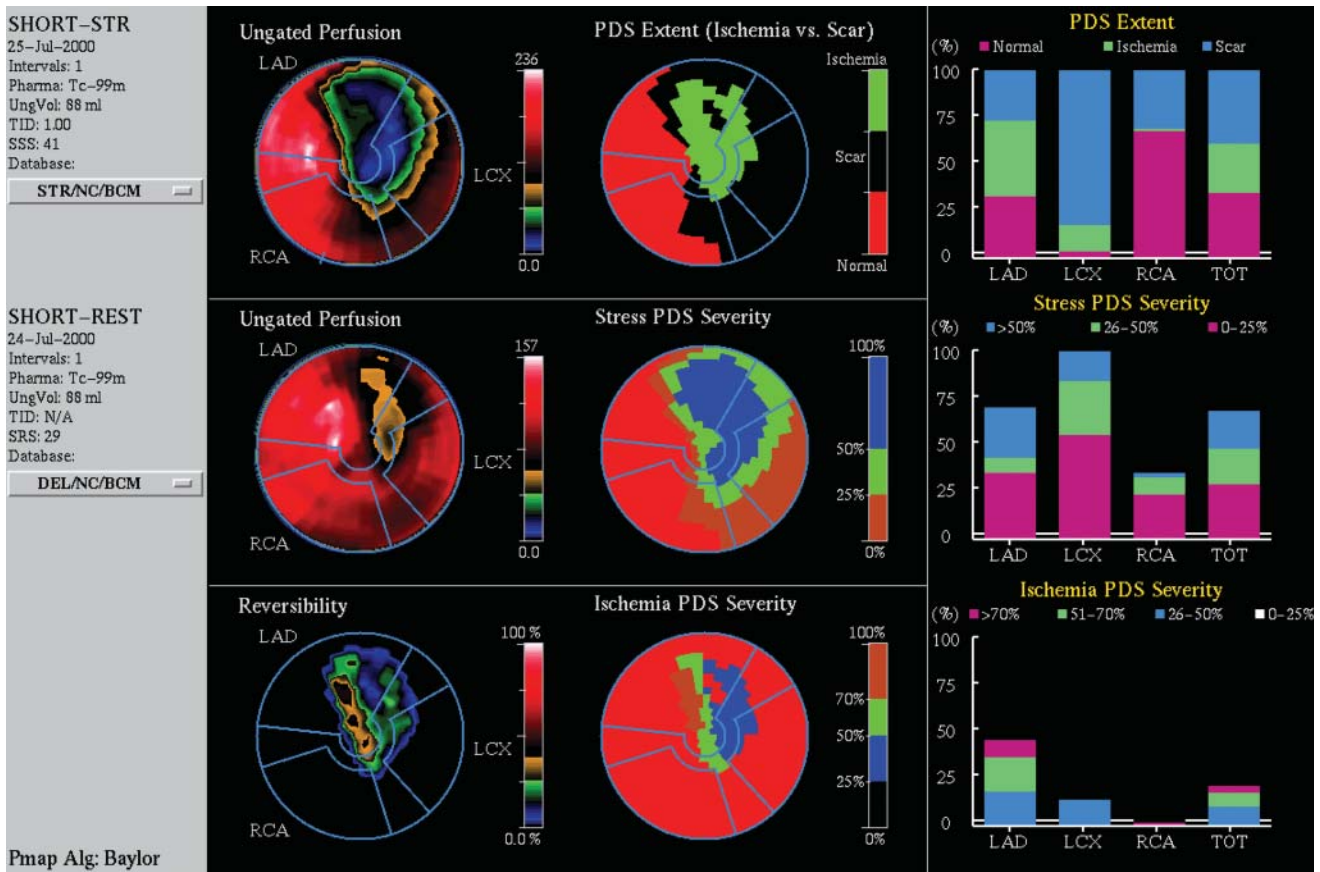 SHORT-STR
25-Jul-2000
Intervals: 1
Pharma: Tc-99m
UngVol: 88 ml
TID: 1.00
SSS: 41
Database:
STR/NC/BCM
Ungated Perfusion
LAD
LCX
RCA
236
0.0
PDS Extent (Ischemia vs. Scar)
Ischemia
Scar
Normal
PDS Extent
(%) Normal Ischemia Scar
100
75
50
25
0
LAD LCX RCA TOT
SHORT-REST
24-Jul-2000
Intervals: 1
Pharma: Tc-99m
UngVol: 88 ml
TID: N/A
SRS: 29
Database:
DEL/NC/BCM
Ungated Perfusion
LAD
LCX
RCA
157
0.0
Stress PDS Severity
100%
50%
25%
0%
Stress PDS Severity
(%) >50% 26-50% 0-25%
100
75
50
25
0
LAD LCX RCA TOT
Reversibility
LAD
LCX
RCA
100 %
0.0 %
Ischemia PDS Severity
100%
70%
50%
25%
0%
Ischemia PDS Severity
(%) >70% 51-70% 26-50% 0-25%
100
75
50
25
0
LAD LCX RCA TOT
Pmap Alg: Baylor